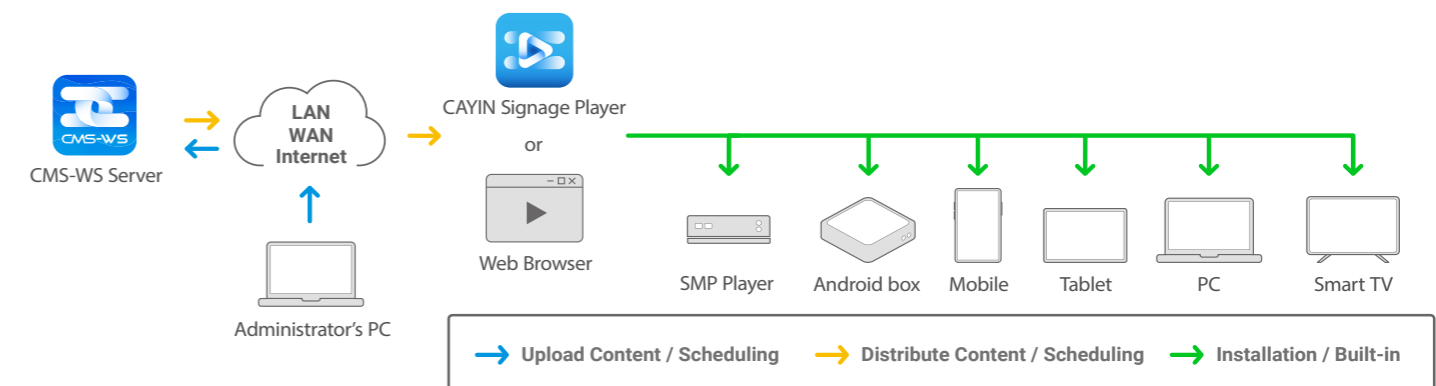 CMS-WS
CMS-WS Server
LAN
WAN
Internet
Administrator's PC
CAYIN Signage Player
or
Web Browser
SMP Player
Android box
Mobile
Tablet
PC
Smart TV
Upload Content / Scheduling
Distribute Content / Scheduling
Installation / Built-in